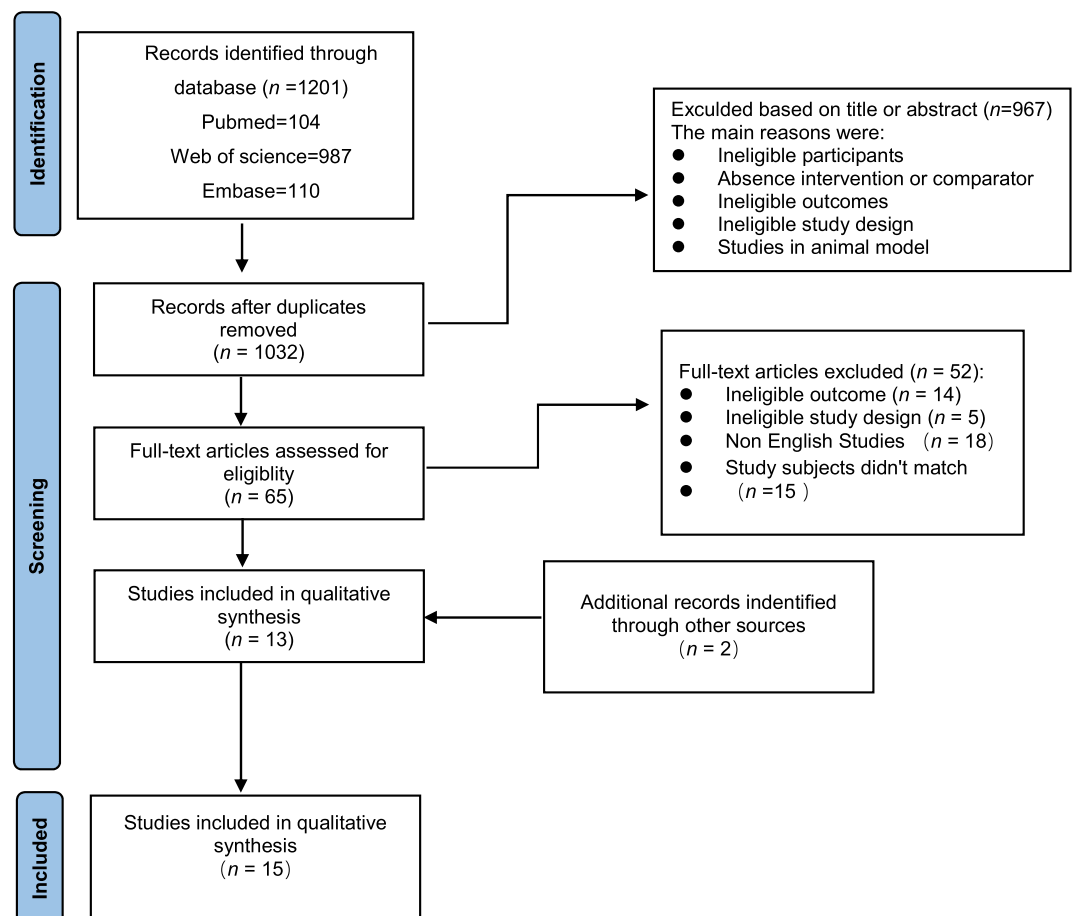 Identification
Records identified through
database (n =1201)
Pubmed=104
Web of science=987
Embase=110
Exculded based on title or abstract (n=967)
The main reasons were:
● Ineligible participants
● Absence intervention or comparator
● Ineligible outcomes
● Ineligible study design
● Studies in animal model
Screening
Records after duplicates
removed
(n = 1032)
Full-text articles excluded (n = 52):
● Ineligible outcome (n = 14)
● Ineligible study design (n = 5)
● Non English Studies （n = 18）
● Study subjects didn't match
● （n =15 ）
Full-text articles assessed for
eligiblity
(n = 65)
Studies included in qualitative
synthesis
(n = 13)
Additional records indentified
through other sources
（n = 2）
Included
Studies included in qualitative
synthesis
（n = 15）